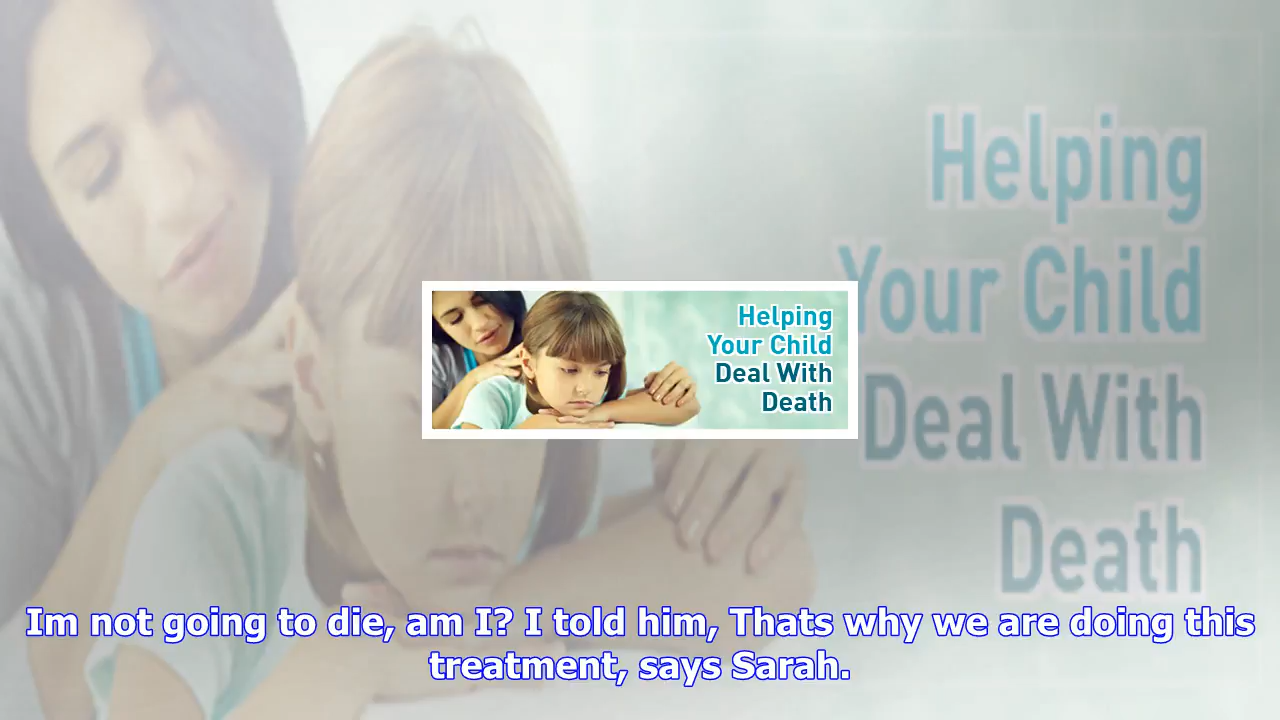 Helping
Your Child
Deal With
Death
Helping
Your Child
Deal With
Death
Im not going to die, am I? I told him, Thats why we are doing this
treatment, says Sarah.